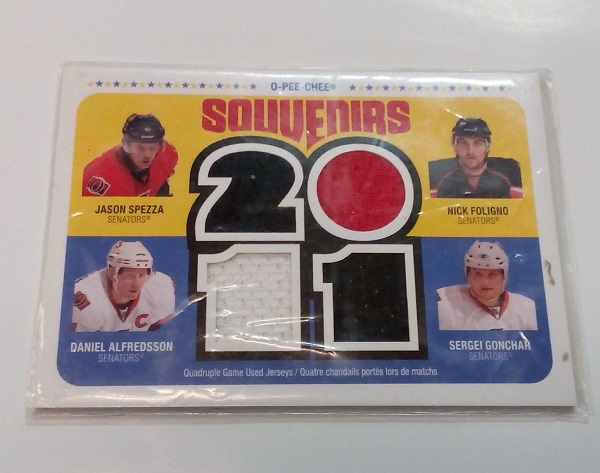 O-PEE-CHEE®
SOUVENIRS
20
11
JASON SPEZZA
SENATORS®
NICK FOLIGNO
SENATORS®
DANIEL ALFREDSSON
SENATORS®
SERGEI GONCHAR
SENATORS®
C
Quadruple Game Used Jerseys / Quatre chandails portés lors de matchs